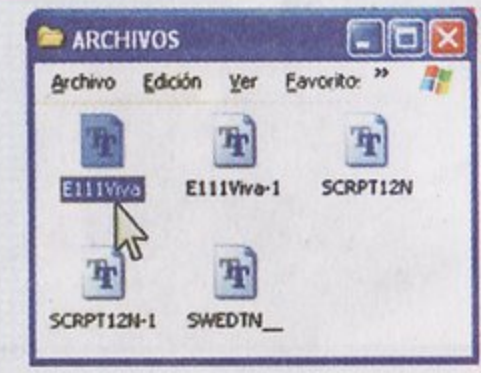 ARCHIVOS
Archivo Edición Ver Favorito: »
E111Viva E111Viva-1 SCRPT12N
SCRPT12N-1 SWEDTN__